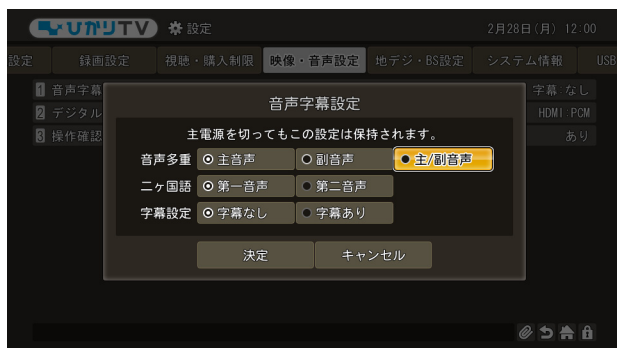 ひかりTV 設定 2月28日(月) 12:00
設定 録画設定 視聴・購入制限 映像・音声設定 地デジ・BS設定 システム情報 USB
1 音声字幕 字幕:なし
2 デジタル HDMI:PCM
3 操作確認 あり
音声字幕設定
主電源を切ってもこの設定は保持されます。
音声多重 主音声 副音声 主/副音声
二ヶ国語 第一音声 第二音声
字幕設定 字幕なし 字幕あり
決定 キャンセル